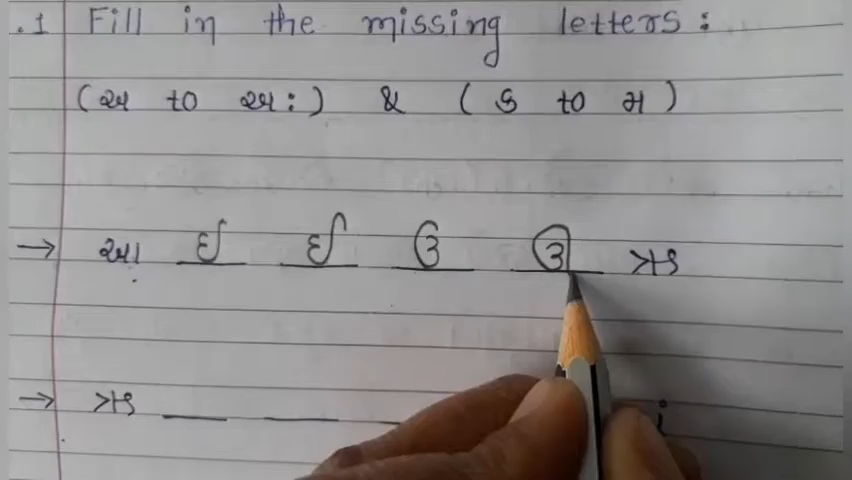 .1 Fill in the missing letters :
(અ to અઃ) & (ક to મ)
→ આ ઇ ઈ ઉ ઊ ઋ
→ ઋ